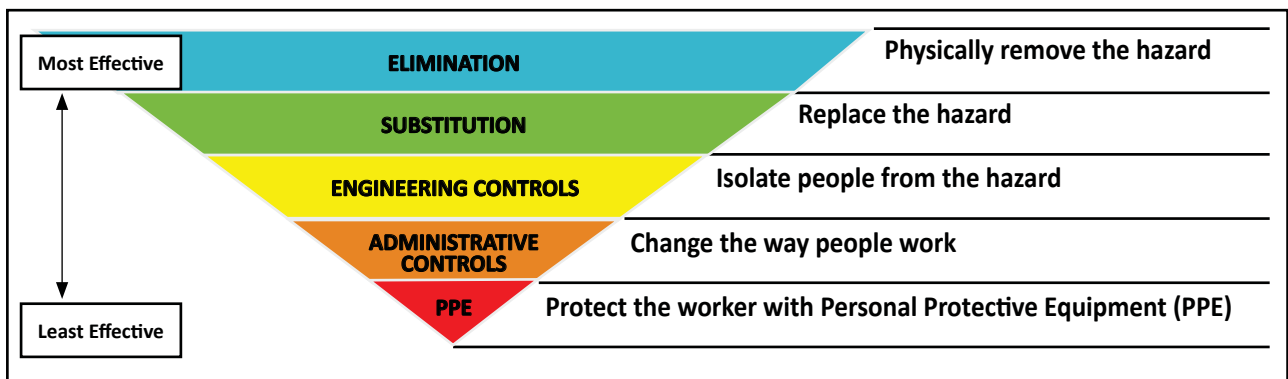 Most Effective
ELIMINATION
Physically remove the hazard
SUBSTITUTION
Replace the hazard
ENGINEERING CONTROLS
Isolate people from the hazard
ADMINISTRATIVE
CONTROLS
Change the way people work
PPE
Protect the worker with Personal Protective Equipment (PPE)
Least Effective